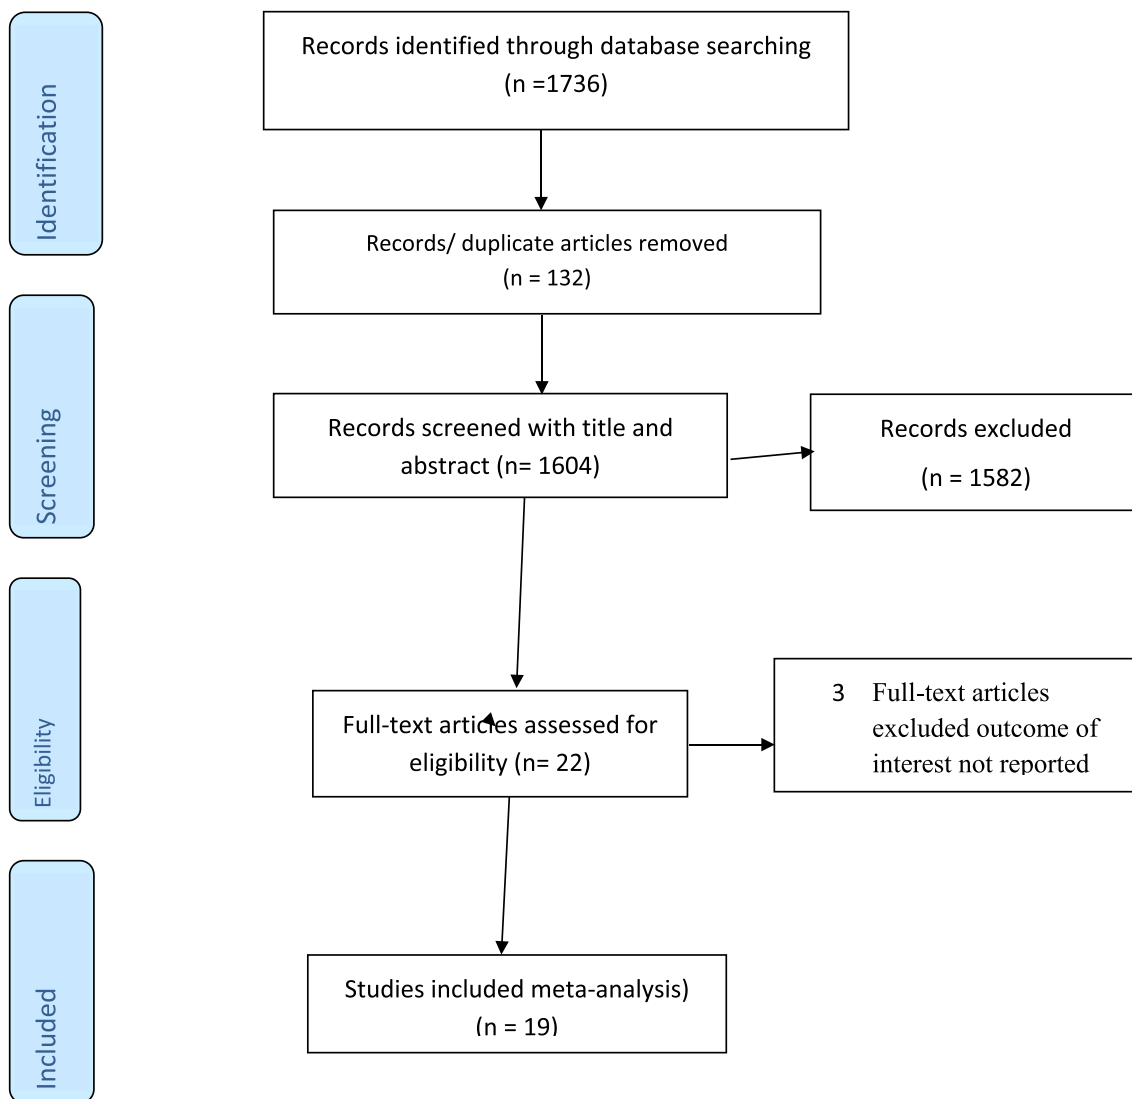 Identification
Records identified through database searching
(n =1736)
Records/ duplicate articles removed
(n = 132)
Screening
Records screened with title and
abstract (n= 1604)
Records excluded
(n = 1582)
Eligibility
Full-text articles assessed for
eligibility (n= 22)
3 Full-text articles
excluded outcome of
interest not reported
Included
Studies included meta-analysis)
(n = 19)